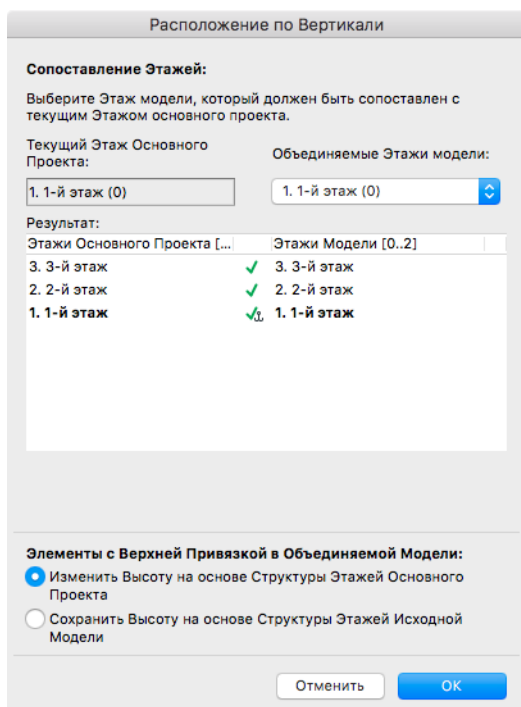 Расположение по Вертикали
Сопоставление Этажей:
Выберите Этаж модели, который должен быть сопоставлен с
текущим Этажом основного проекта.
Текущий Этаж Основного
Проекта:
Объединяемые Этажи модели:
1. 1-й этаж (0)
1. 1-й этаж (0)
Результат:
Этажи Основного Проекта [... Этажи Модели [0..2]
3. 3-й этаж 3. 3-й этаж
2. 2-й этаж 2. 2-й этаж
1. 1-й этаж 1. 1-й этаж
Элементы с Верхней Привязкой в Объединяемой Модели:
Изменить Высоту на основе Структуры Этажей Основного
Проекта
Сохранить Высоту на основе Структуры Этажей Исходной
Модели
Отменить OK